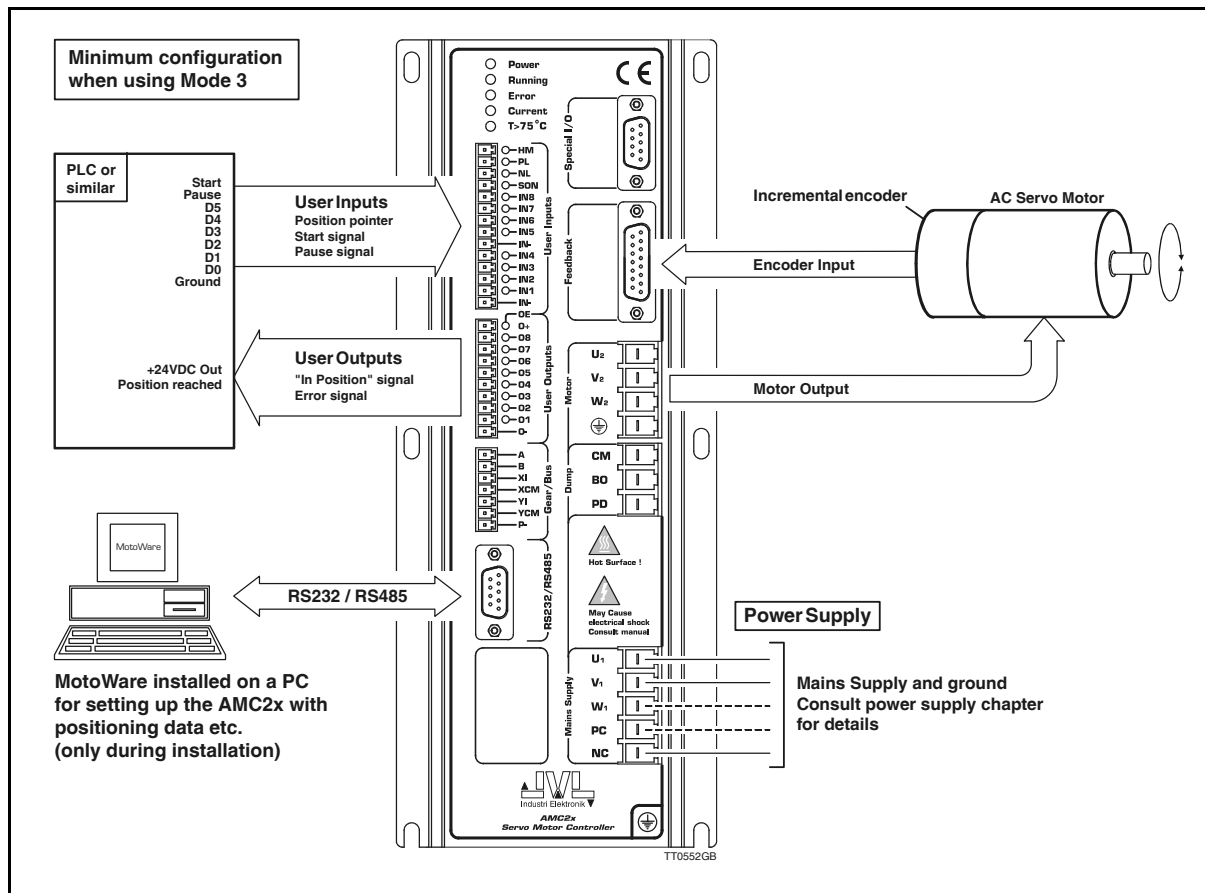 Minimum configuration
when using Mode 3
PLC or
similar
Start
Pause
D5
D4
D3
D2
D1
D0
Ground
+24VDC Out
Position reached
User Inputs
Position pointer
Start signal
Pause signal
User Outputs
"In Position" signal
Error signal
MotoWare
RS232 / RS485
MotoWare installed on a PC
for setting up the AMC2x with
positioning data etc.
(only during installation)
Power
Running
Error
Current
T>75°C
CE
HM
PL
NL
SON
IN8
IN7
IN6
IN5
IN-
IN4
IN3
IN2
IN1
IN-
User Inputs
OE
O+
O8
O7
O6
O5
O4
O3
O2
O1
O-
User Outputs
A
B
XI
XCM
YI
YCM
P-
Gear/Bus
RS232/RS485
Special I/O
Feedback
Motor
U2
V2
W2
Dump
CM
BO
PD
Hot Surface !
May Cause
electrical shock
Consult manual
Mains Supply
U1
V1
W1
PC
NC
JVL
Industri Elektronik
AMC2x
Servo Motor Controller
Incremental encoder
AC Servo Motor
Encoder Input
Motor Output
Power Supply
Mains Supply and ground
Consult power supply chapter
for details
TT0552GB